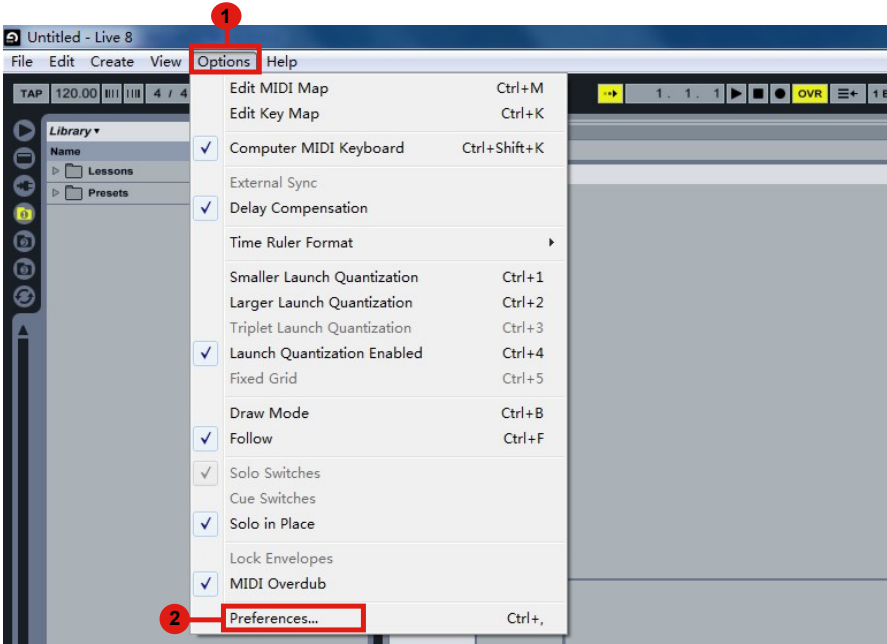 1
Untitled - Live 8
File Edit Create View Options Help
TAP 120.00 4 / 4 1. 1. 1 OVR
Library
Name
Lessons
Presets
Edit MIDI Map Ctrl+M
Edit Key Map Ctrl+K
Computer MIDI Keyboard Ctrl+Shift+K
External Sync
Delay Compensation
Time Ruler Format
Smaller Launch Quantization Ctrl+1
Larger Launch Quantization Ctrl+2
Triplet Launch Quantization Ctrl+3
Launch Quantization Enabled Ctrl+4
Fixed Grid Ctrl+5
Draw Mode Ctrl+B
Follow Ctrl+F
Solo Switches
Cue Switches
Solo in Place
Lock Envelopes
MIDI Overdub
2 Preferences... Ctrl+,